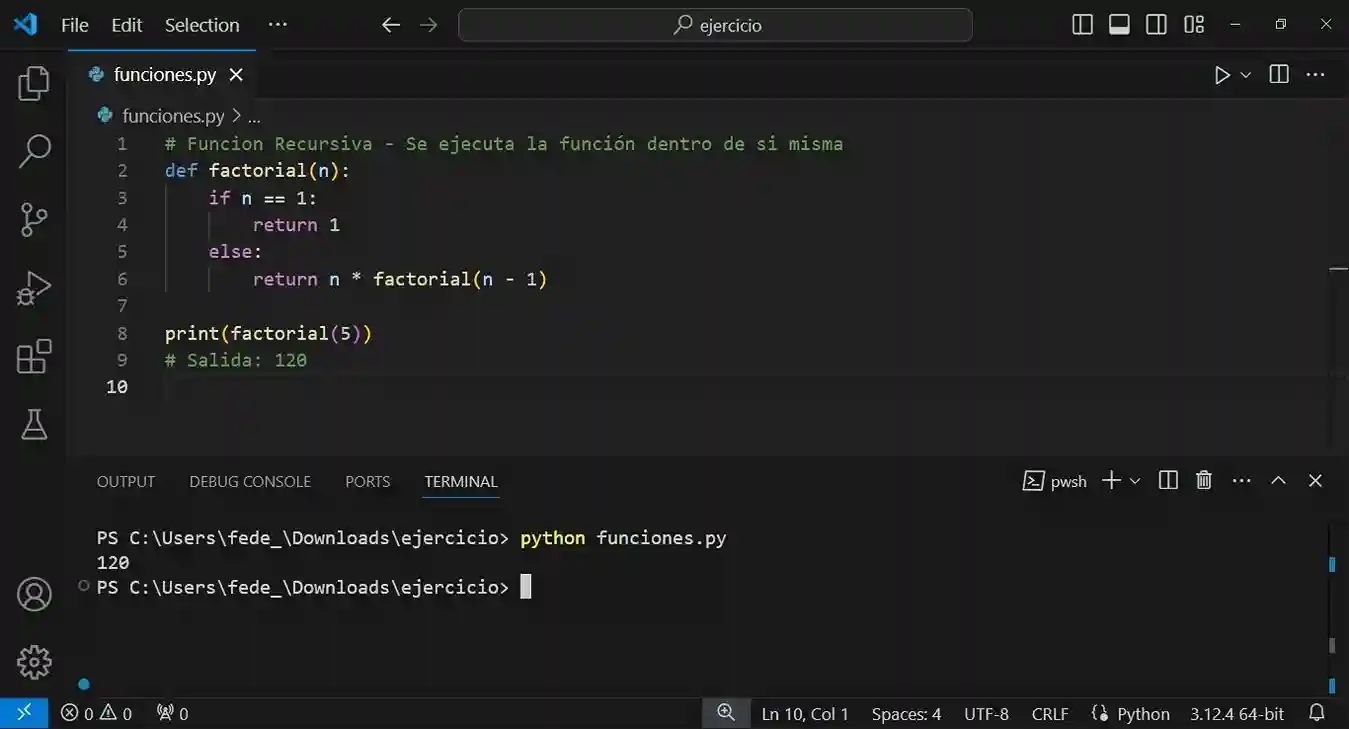 File Edit Selection ··· ejercicio
funciones.py
funciones.py > ...
1 # Funcion Recursiva - Se ejecuta la función dentro de si misma
2 def factorial(n):
3     if n == 1:
4         return 1
5     else:
6         return n * factorial(n - 1)
7
8 print(factorial(5))
9 # Salida: 120
10
OUTPUT DEBUG CONSOLE PORTS TERMINAL pwsh
PS C:\Users\fede_\Downloads\ejercicio> python funciones.py
120
PS C:\Users\fede_\Downloads\ejercicio>
0 0 0 Ln 10, Col 1 Spaces: 4 UTF-8 CRLF Python 3.12.4 64-bit